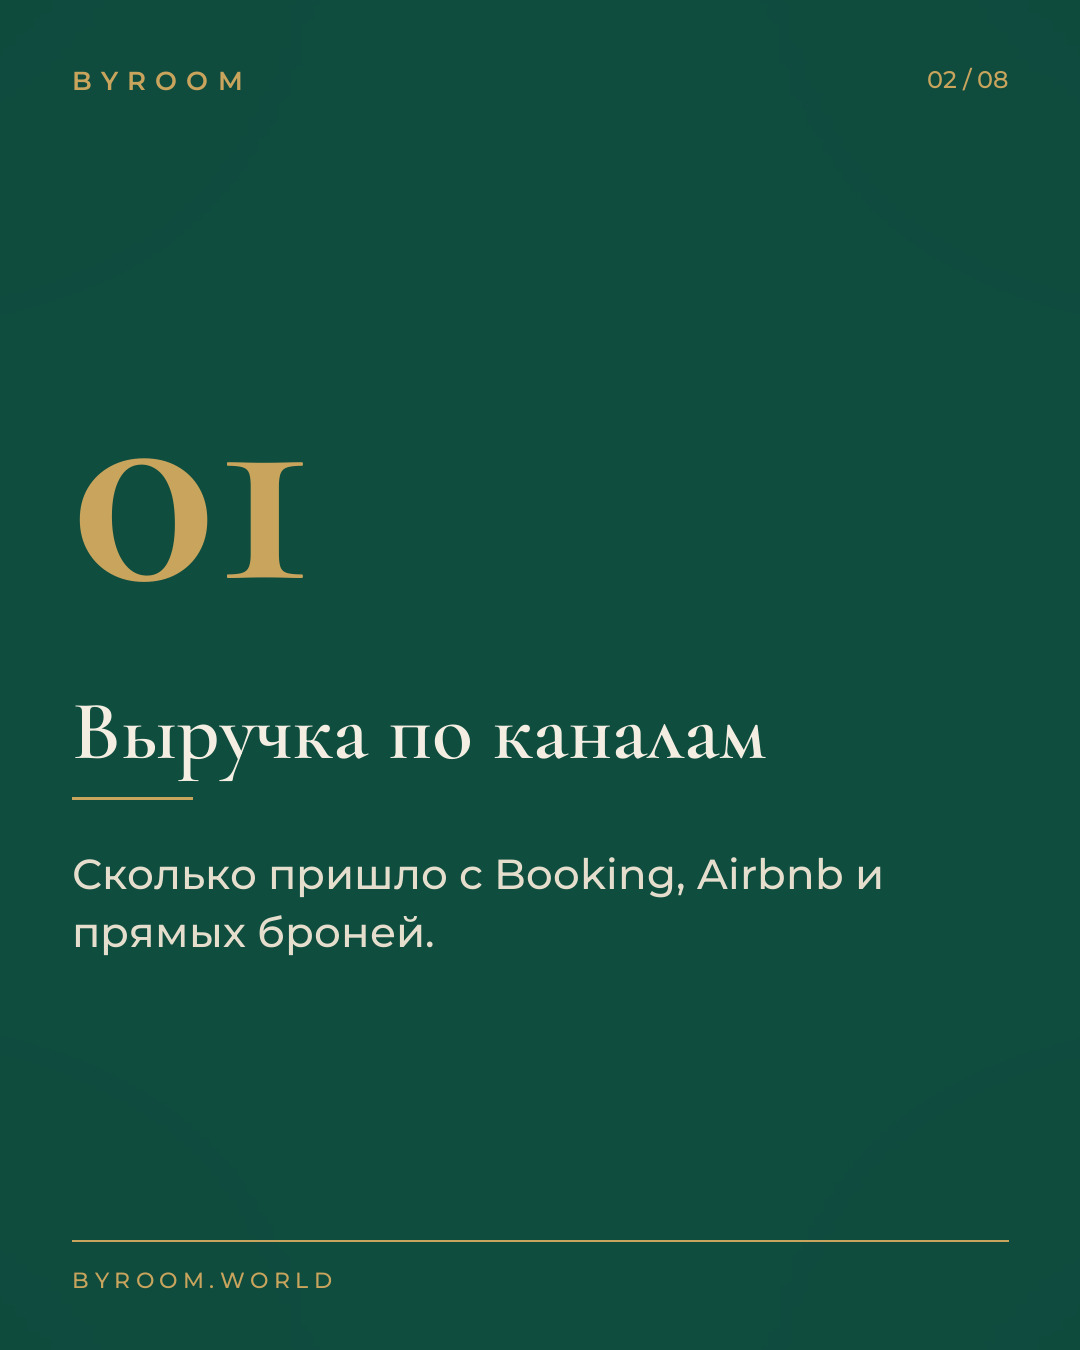 BYROOM
02 / 08
01
Выручка по каналам
Сколько пришло с Booking, Airbnb и
прямых броней.
BYROOM.WORLD